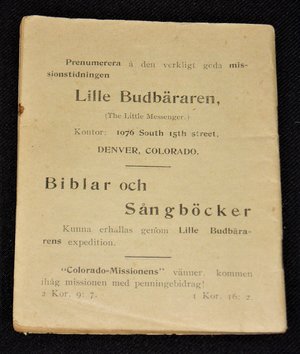 Prenumerera å den verkligt goda mis-
sionstidningen
Lille Budbäraren,
(The Little Messenger.)
Kontor: 1076 South 15th street,
DENVER, COLORADO.
Biblar och
Sångböcker
Kunna erhållas genom Lille Budbära-
rens expedition.
"Colorado-Missionens" vänner, kommen
ihåg missionen med penningebidrag!
2 Kor. 9: 7. 1 Kor. 16: 2